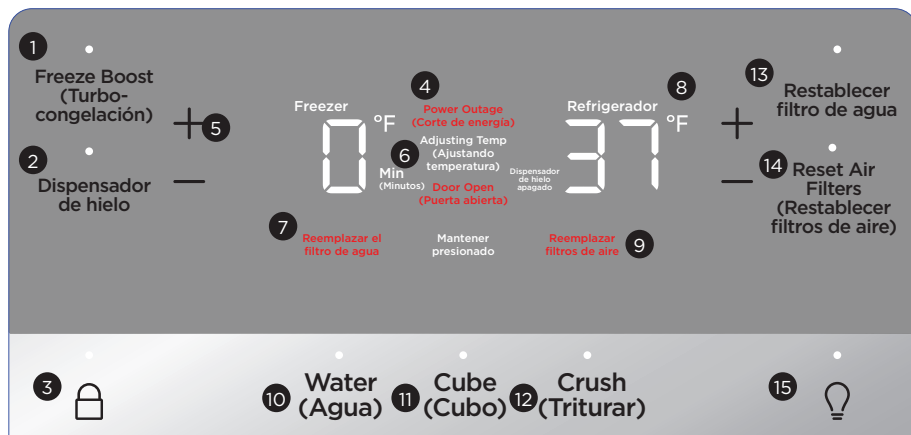 1
Freeze Boost
(Turbo-
congelación)
+
5
−
2
Dispensador
de hielo
Freezer
0 °F
Min
(Minutos)
4
Power Outage
(Corte de energía)
6
Adjusting Temp
(Ajustando
temperatura)
Door Open
(Puerta abierta)
Dispensador
de hielo
apagado
Refrigerador
8
37 °F
+
−
13
Restablecer
filtro de agua
14
Reset Air
Filters
(Restablecer
filtros de aire)
7
Reemplazar el
filtro de agua
Mantener
presionado
Reemplazar
filtros de aire
9
3
10
Water
(Agua)
11
Cube
(Cubo)
12
Crush
(Triturar)
15